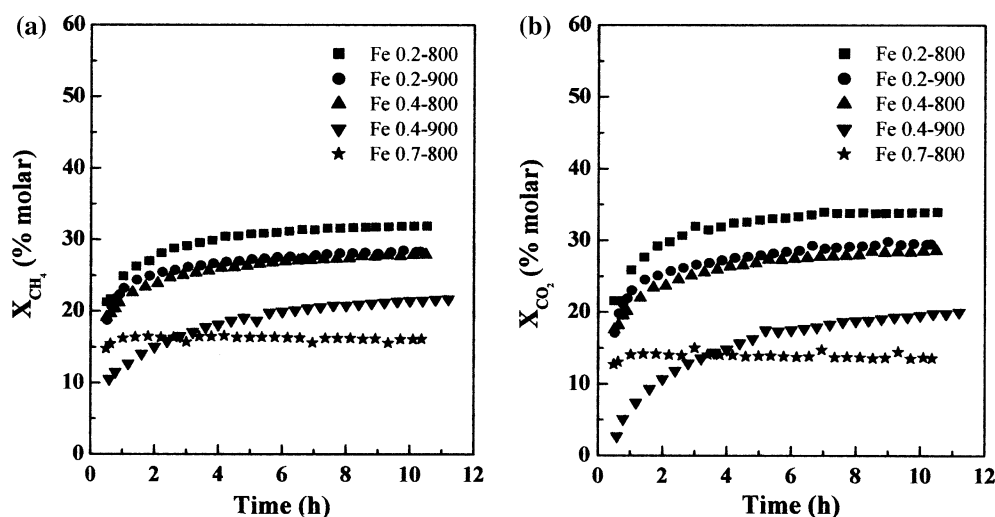 (a)
60
50
40
30
20
10
0
X_CH₄ (% molar)
Fe 0.2-800
Fe 0.2-900
Fe 0.4-800
Fe 0.4-900
Fe 0.7-800
0 2 4 6 8 10 12
Time (h)
(b)
60
50
40
30
20
10
0
X_CO₂ (% molar)
Fe 0.2-800
Fe 0.2-900
Fe 0.4-800
Fe 0.4-900
Fe 0.7-800
0 2 4 6 8 10 12
Time (h)